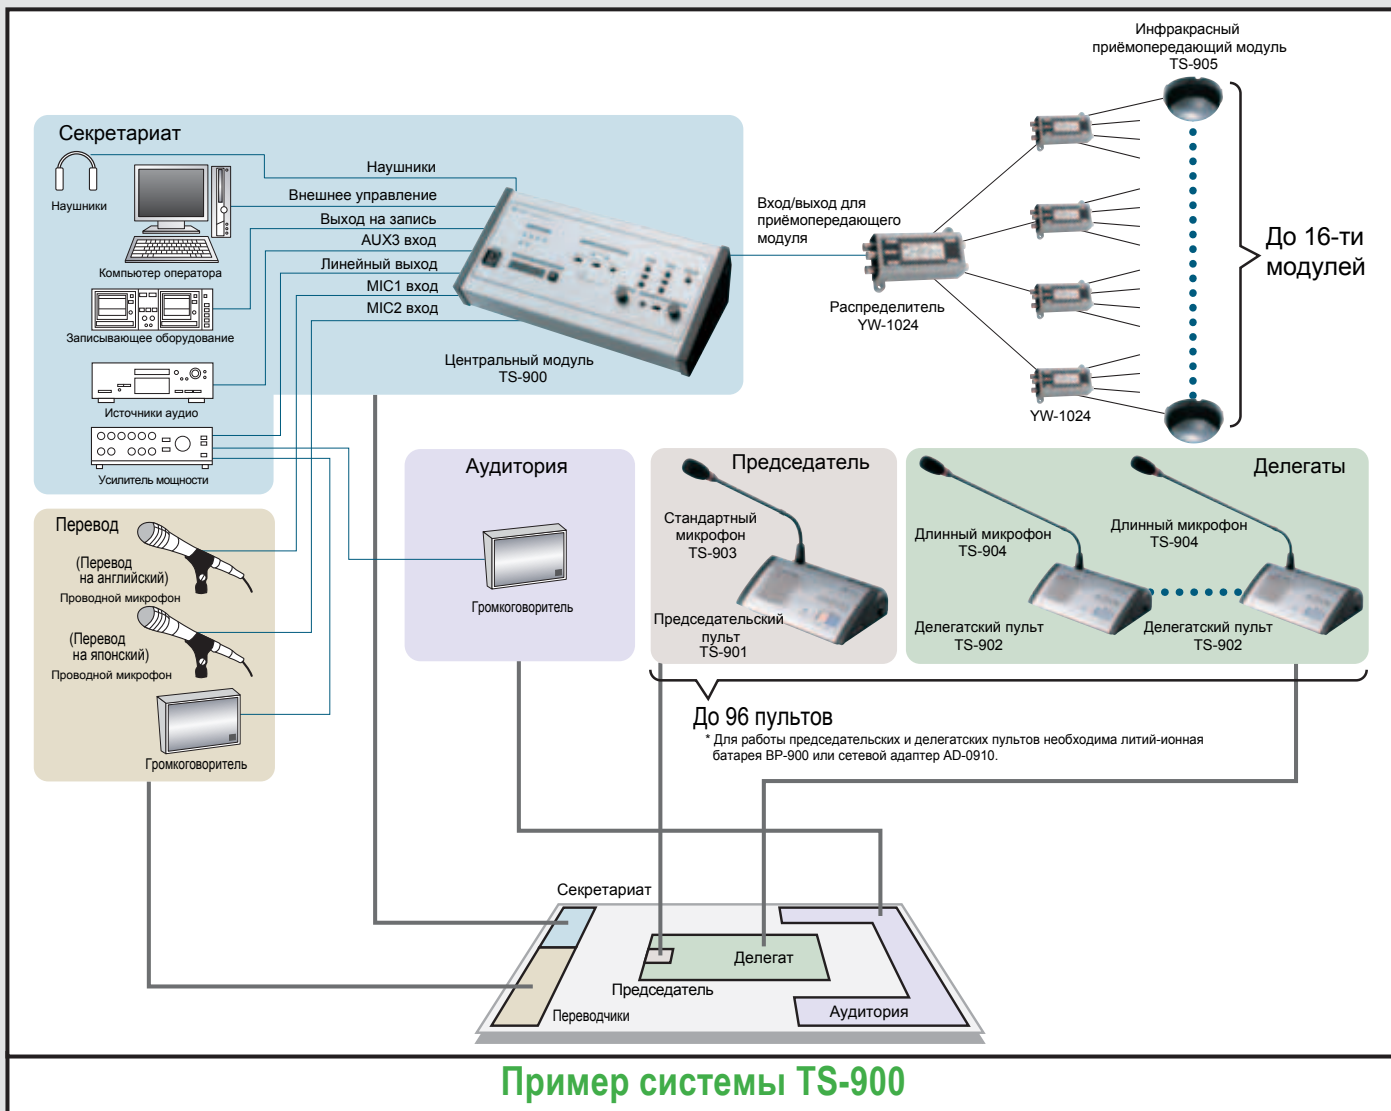 Инфракрасный
приёмопередающий модуль
TS-905
Секретариат
Наушники
Компьютер оператора
Записывающее оборудование
Источники аудио
Усилитель мощности
Наушники
Внешнее управление
Выход на запись
AUX3 вход
Линейный выход
MIC1 вход
MIC2 вход
Центральный модуль
TS-900
Вход/выход для
приёмопередающего
модуля
Распределитель
YW-1024
YW-1024
До 16-ти
модулей
Перевод
(Перевод
на английский)
Проводной микрофон
(Перевод
на японский)
Проводной микрофон
Громкоговоритель
Аудитория
Громкоговоритель
Председатель
Стандартный
микрофон
TS-903
Председательский
пульт
TS-901
Делегаты
Длинный микрофон
TS-904
Длинный микрофон
TS-904
Делегатский пульт
TS-902
Делегатский пульт
TS-902
До 96 пультов
* Для работы председательских и делегатских пультов необходима литий-ионная
батарея BP-900 или сетевой адаптер AD-0910.
Секретариат
Делегат
Председатель
Переводчики
Аудитория
Пример системы TS-900